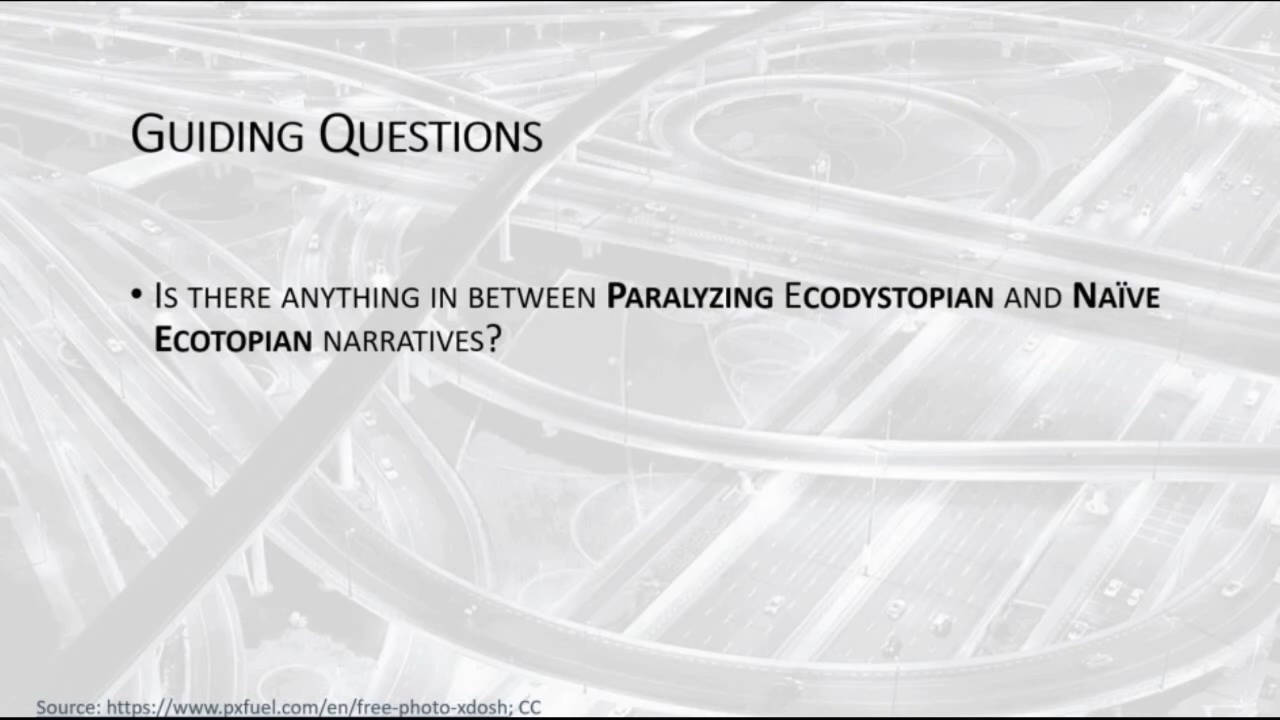 Guiding Questions
• Is there anything in between Paralyzing Ecodystopian and Naïve
Ecotopian narratives?
Source: https://www.pxfuel.com/en/free-photo-xdosh; CC